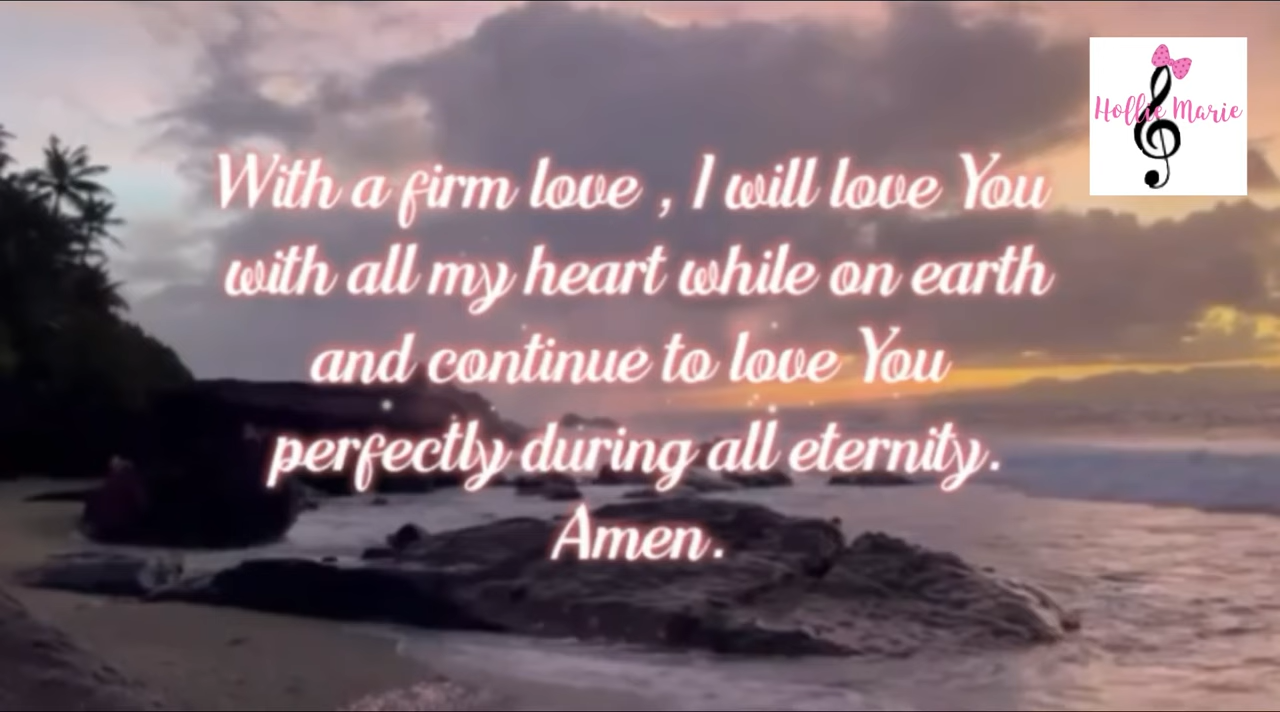 Hollie Marie
With a firm love , I will love You
with all my heart while on earth
and continue to love You
perfectly during all eternity.
Amen.